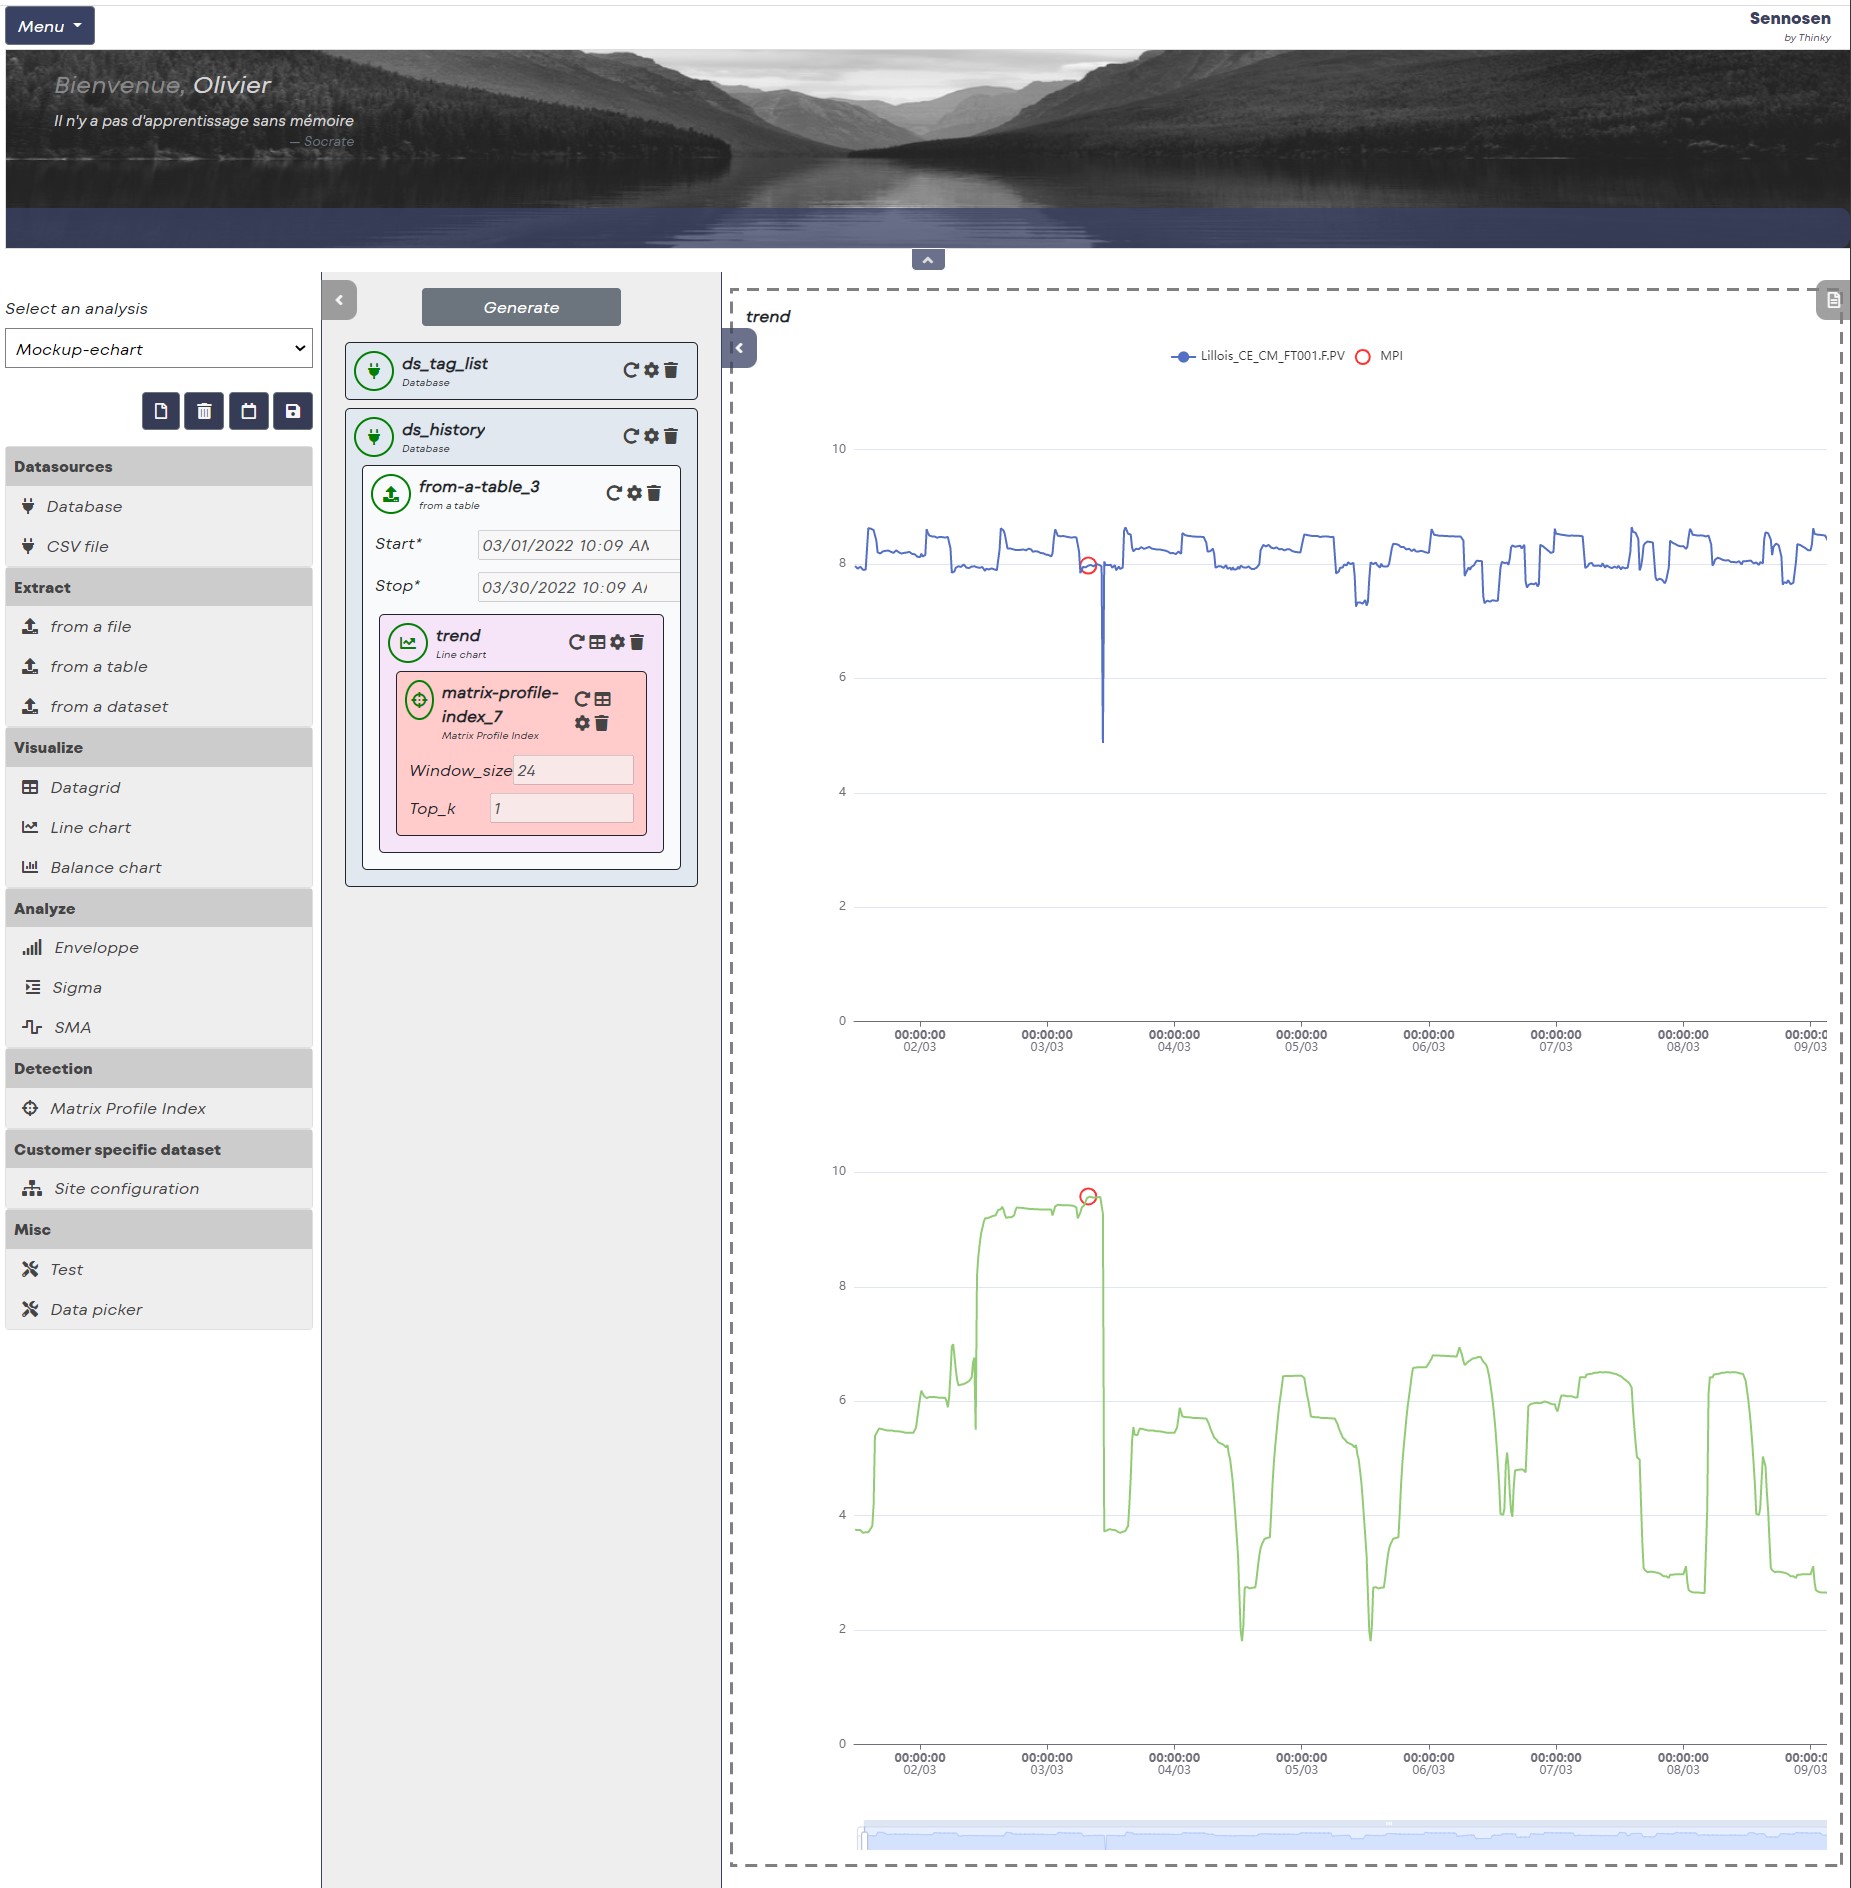 Menu
Sennosen
by Thinky
Bienvenue, Olivier
Il n'y a pas d'apprentissage sans mémoire
— Socrate
Select an analysis
Mockup-echart
Datasources
Database
CSV file
Extract
from a file
from a table
from a dataset
Visualize
Datagrid
Line chart
Balance chart
Analyze
Enveloppe
Sigma
SMA
Detection
Matrix Profile Index
Customer specific dataset
Site configuration
Misc
Test
Data picker
Generate
ds_tag_list
Database
ds_history
Database
from-a-table_3
from a table
Start* 03/01/2022 10:09 AM
Stop* 03/30/2022 10:09 A
trend
Line chart
matrix-profile-
index_7
Matrix Profile Index
Window_size 24
Top_k 1
trend
Lillois_CE_CM_FT001.F.PV MPI
10
8
6
4
2
0
00:00:00 00:00:00 00:00:00 00:00:00 00:00:00 00:00:00 00:00:00 00:00:0
02/03 03/03 04/03 05/03 06/03 07/03 08/03 09/03
10
8
6
4
2
0
00:00:00 00:00:00 00:00:00 00:00:00 00:00:00 00:00:00 00:00:00 00:00:0
02/03 03/03 04/03 05/03 06/03 07/03 08/03 09/03